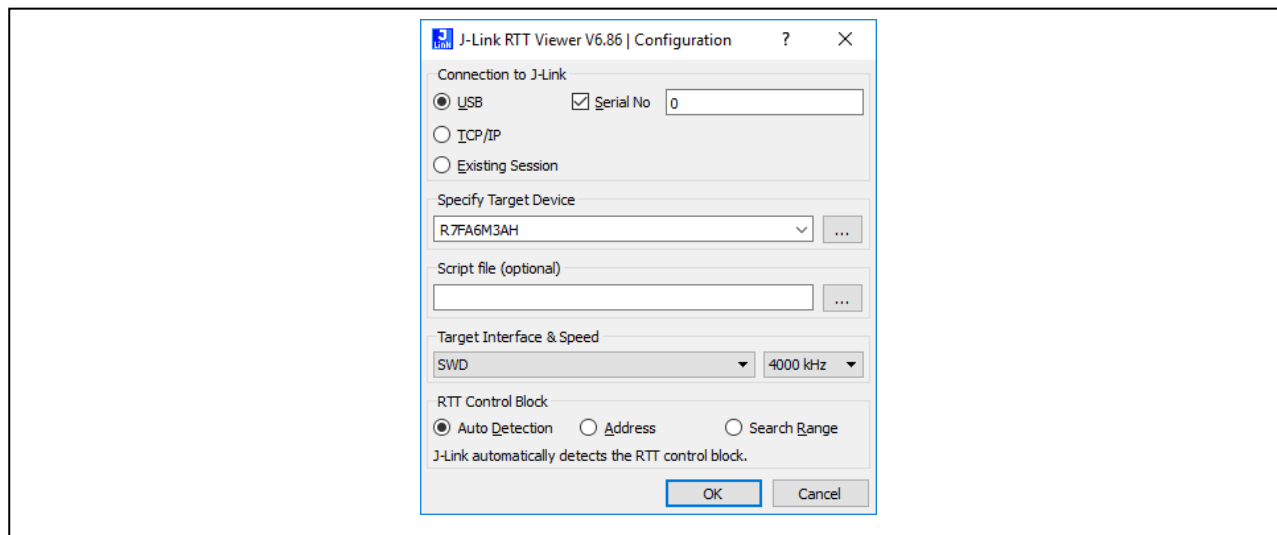 J-Link RTT Viewer V6.86 | Configuration ? ×
Connection to J-Link
USB Serial No 0
TCP/IP
Existing Session
Specify Target Device
R7FA6M3AH ...
Script file (optional)
...
Target Interface & Speed
SWD 4000 kHz
RTT Control Block
Auto Detection Address Search Range
J-Link automatically detects the RTT control block.
OK Cancel